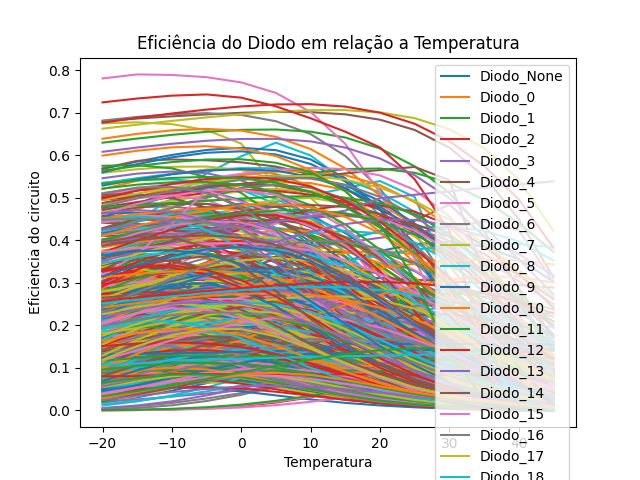 Eficiência do Diodo em relação a Temperatura
Eficiencia do circuito
0.8
0.7
0.6
0.5
0.4
0.3
0.2
0.1
0.0
−20
−10
0
10
20
30
40
Temperatura
Diodo_None
Diodo_0
Diodo_1
Diodo_2
Diodo_3
Diodo_4
Diodo_5
Diodo_6
Diodo_7
Diodo_8
Diodo_9
Diodo_10
Diodo_11
Diodo_12
Diodo_13
Diodo_14
Diodo_15
Diodo_16
Diodo_17
Diodo_18